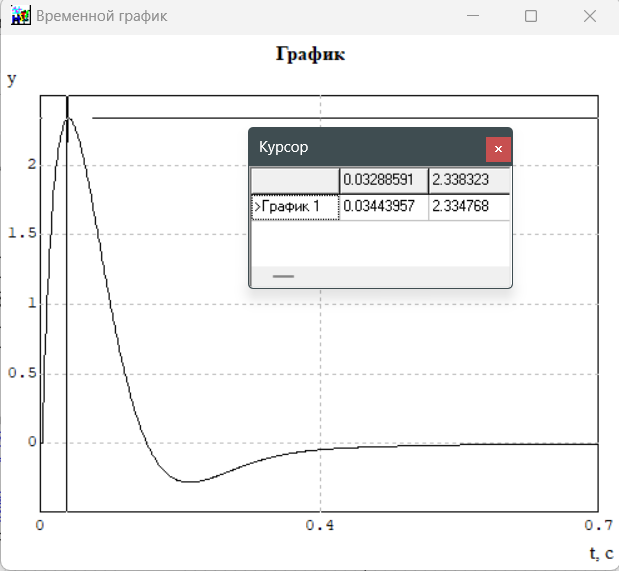 Временной график
График
y
Курсор
0.03288591 2.338323
>График 1 0.03443957 2.334768
2
1.5
1
0.5
0
0 0.4 0.7
t, c